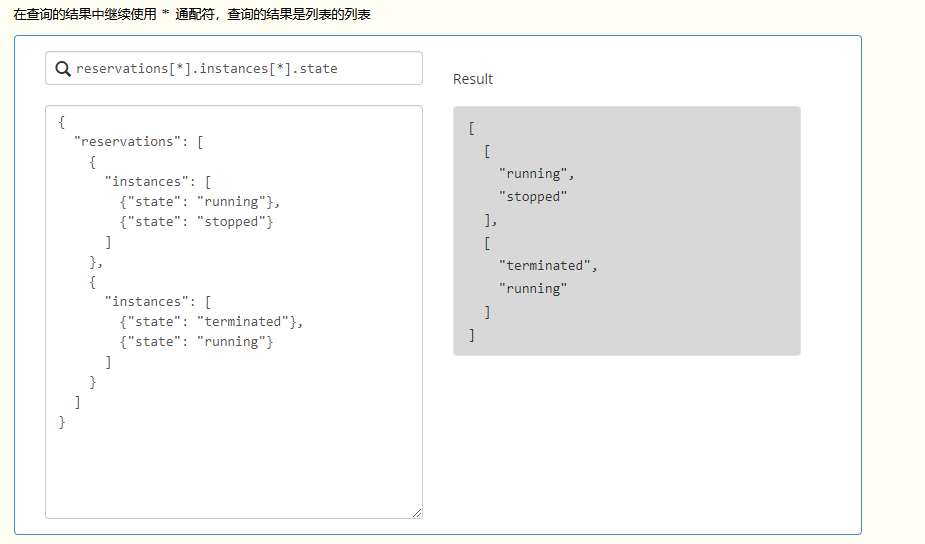 在查询的结果中继续使用 * 通配符，查询的结果是列表的列表
reservations[*].instances[*].state
{
  "reservations": [
    {
      "instances": [
        {"state": "running"},
        {"state": "stopped"}
      ]
    },
    {
      "instances": [
        {"state": "terminated"},
        {"state": "running"}
      ]
    }
  ]
}
Result
[
  [
    "running",
    "stopped"
  ],
  [
    "terminated",
    "running"
  ]
]